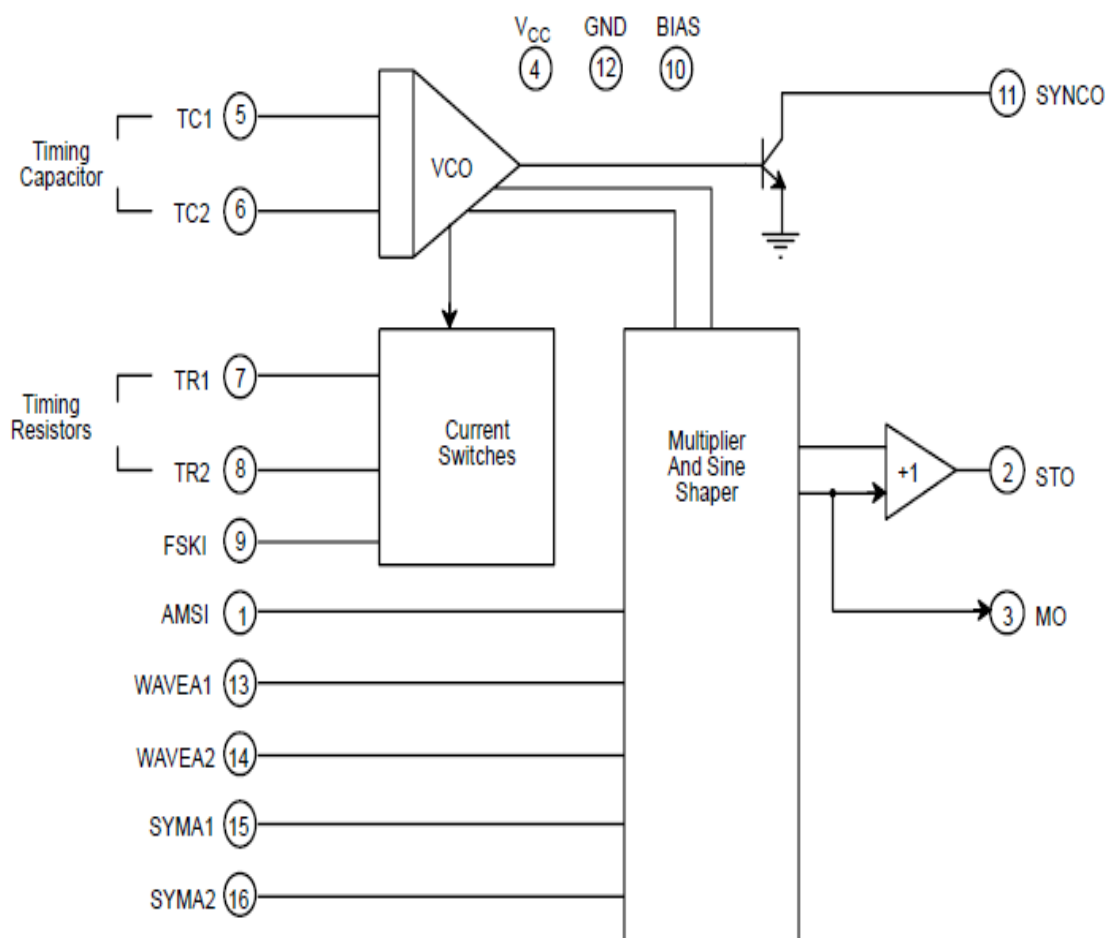 VCC GND BIAS
4 12 10
11 SYNCO
TC1 5
Timing
Capacitor
VCO
TC2 6
TR1 7
Timing
Resistors
Current
Switches
Multiplier
And Sine
Shaper
TR2 8
+1
2 STO
FSKI 9
AMSI 1
3 MO
WAVEA1 13
WAVEA2 14
SYMA1 15
SYMA2 16